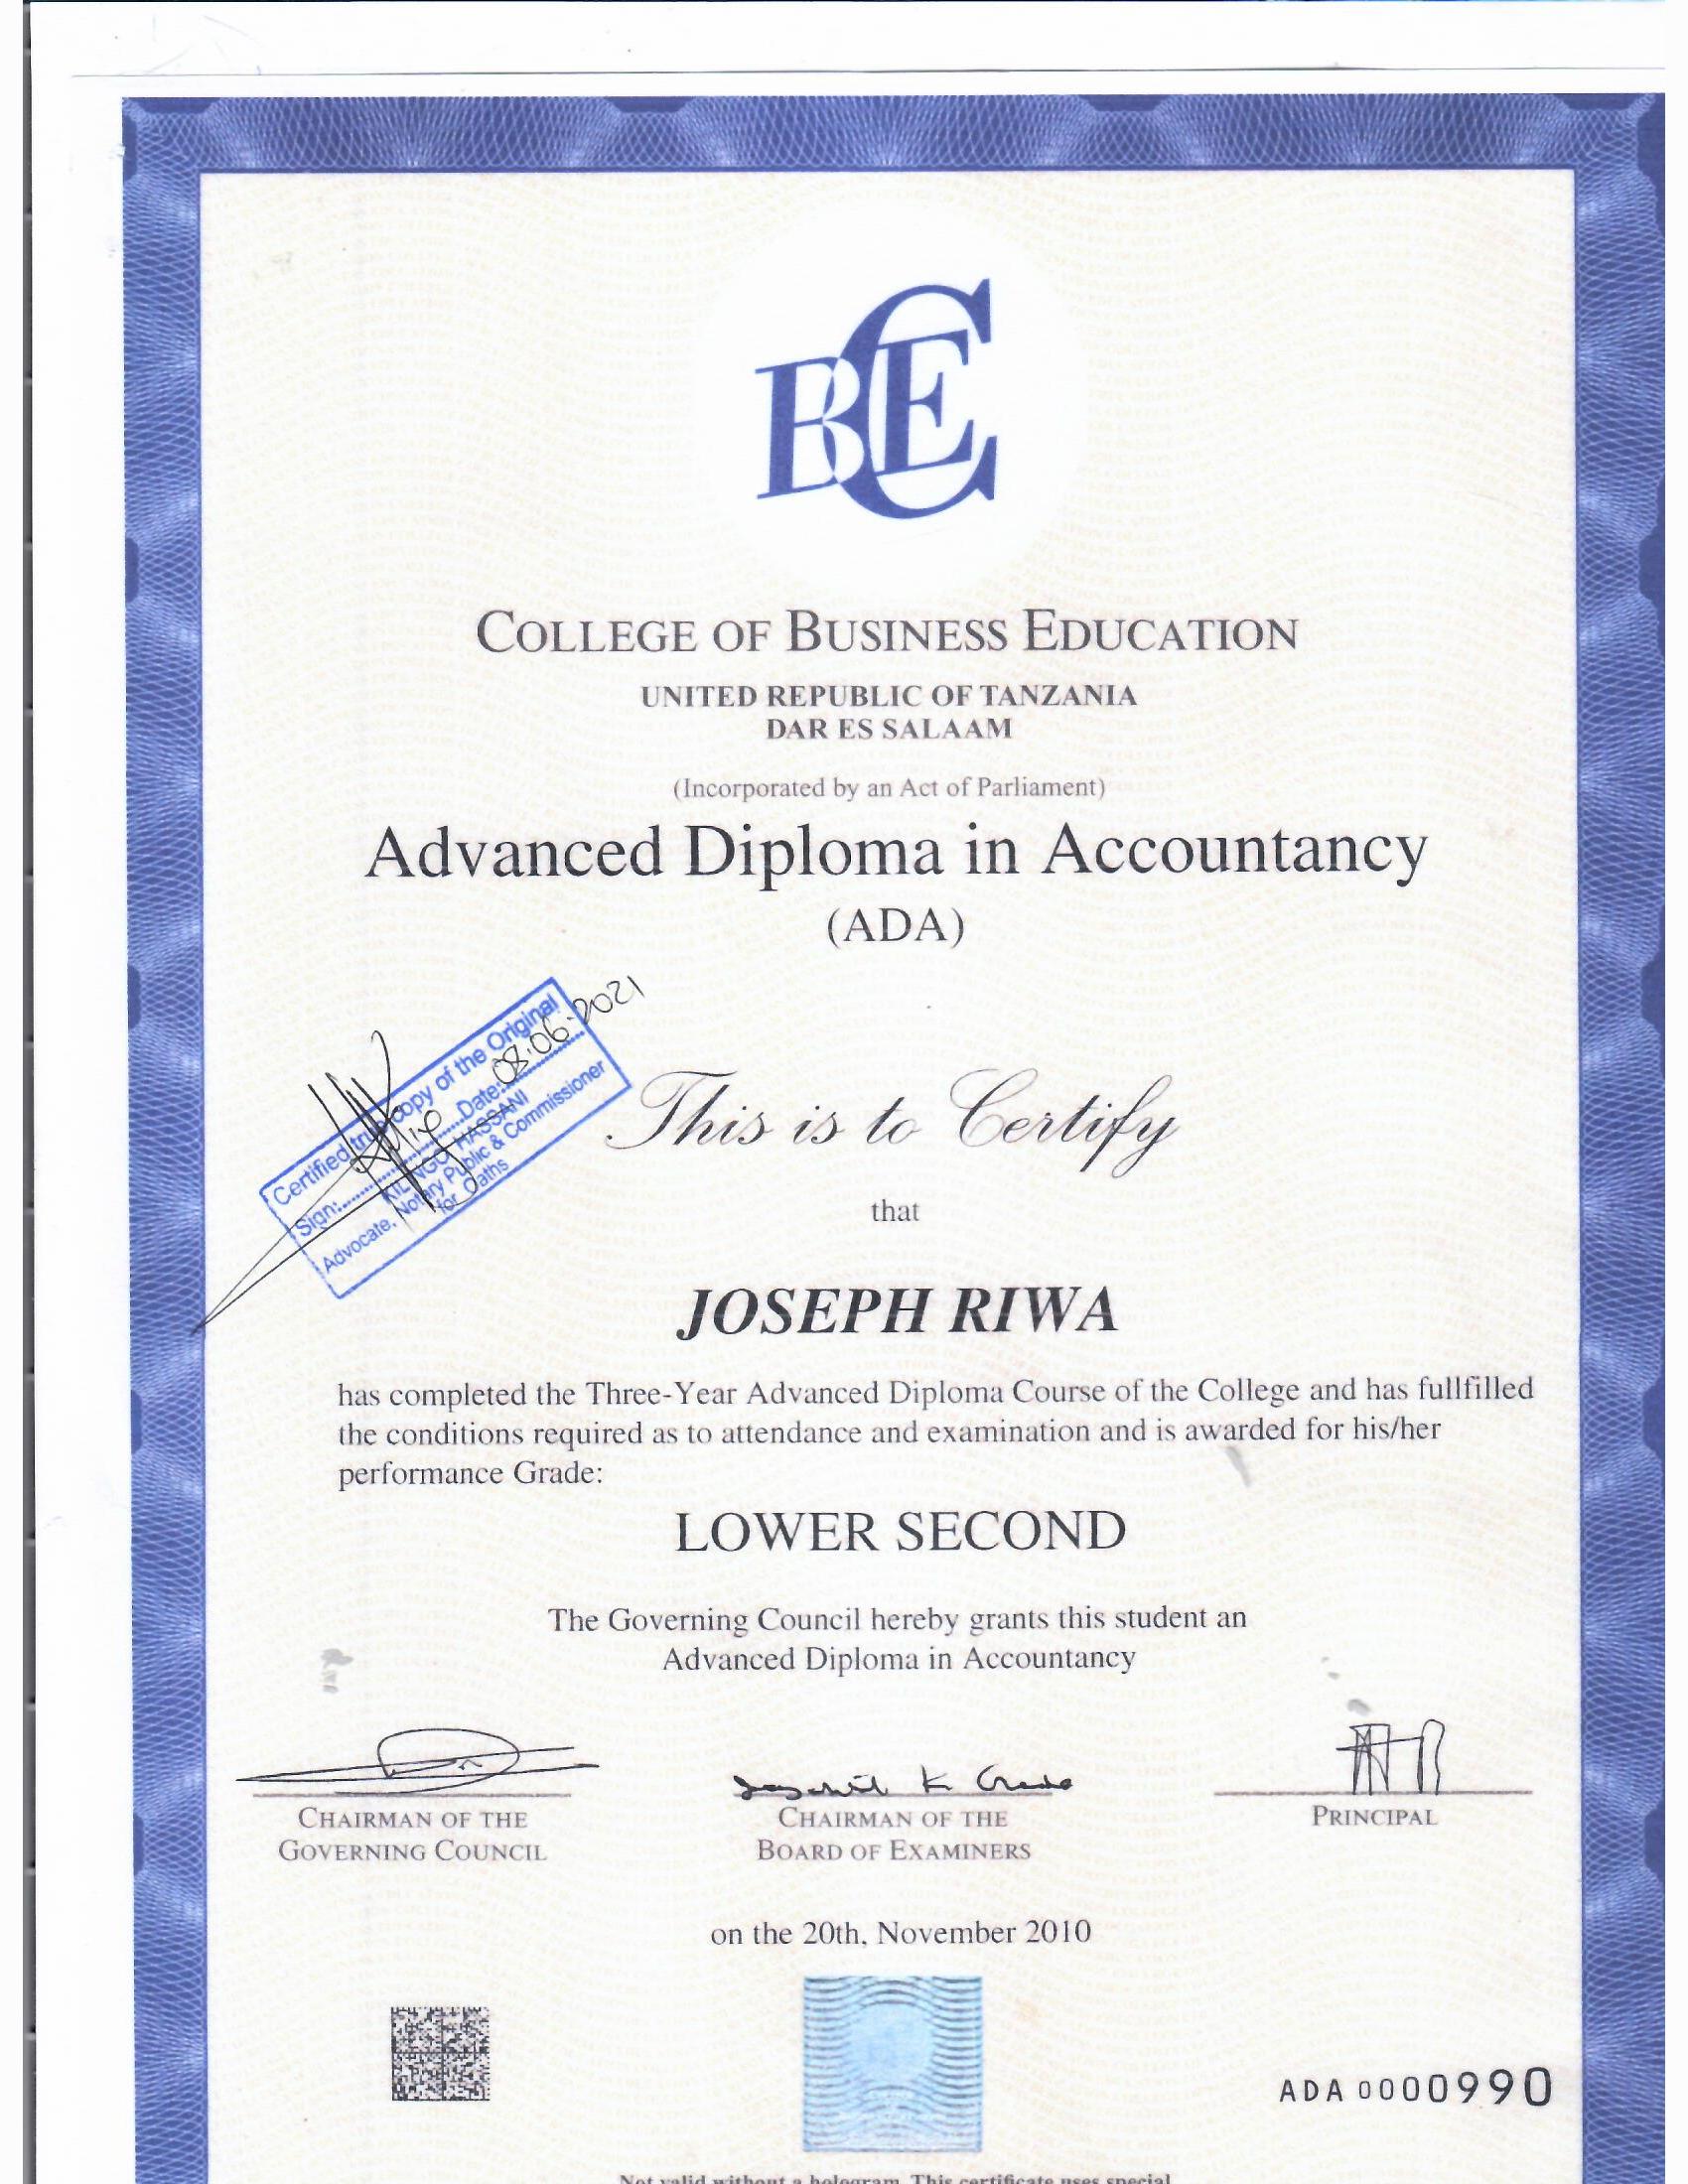 BCE
COLLEGE OF BUSINESS EDUCATION
UNITED REPUBLIC OF TANZANIA
DAR ES SALAAM
(Incorporated by an Act of Parliament)
Advanced Diploma in Accountancy
(ADA)
Certified true copy of the Original
Sign:............Date:............ 08.06.2021
KILINGO HASSANI
Advocate, Notary Public & Commissioner
for Oaths
This is to Certify
that
JOSEPH RIWA
has completed the Three-Year Advanced Diploma Course of the College and has fullfilled
the conditions required as to attendance and examination and is awarded for his/her
performance Grade:
LOWER SECOND
The Governing Council hereby grants this student an
Advanced Diploma in Accountancy
CHAIRMAN OF THE
GOVERNING COUNCIL
CHAIRMAN OF THE
BOARD OF EXAMINERS
PRINCIPAL
on the 20th, November 2010
ADA 0000990
Not valid without a hologram. This certificate uses special